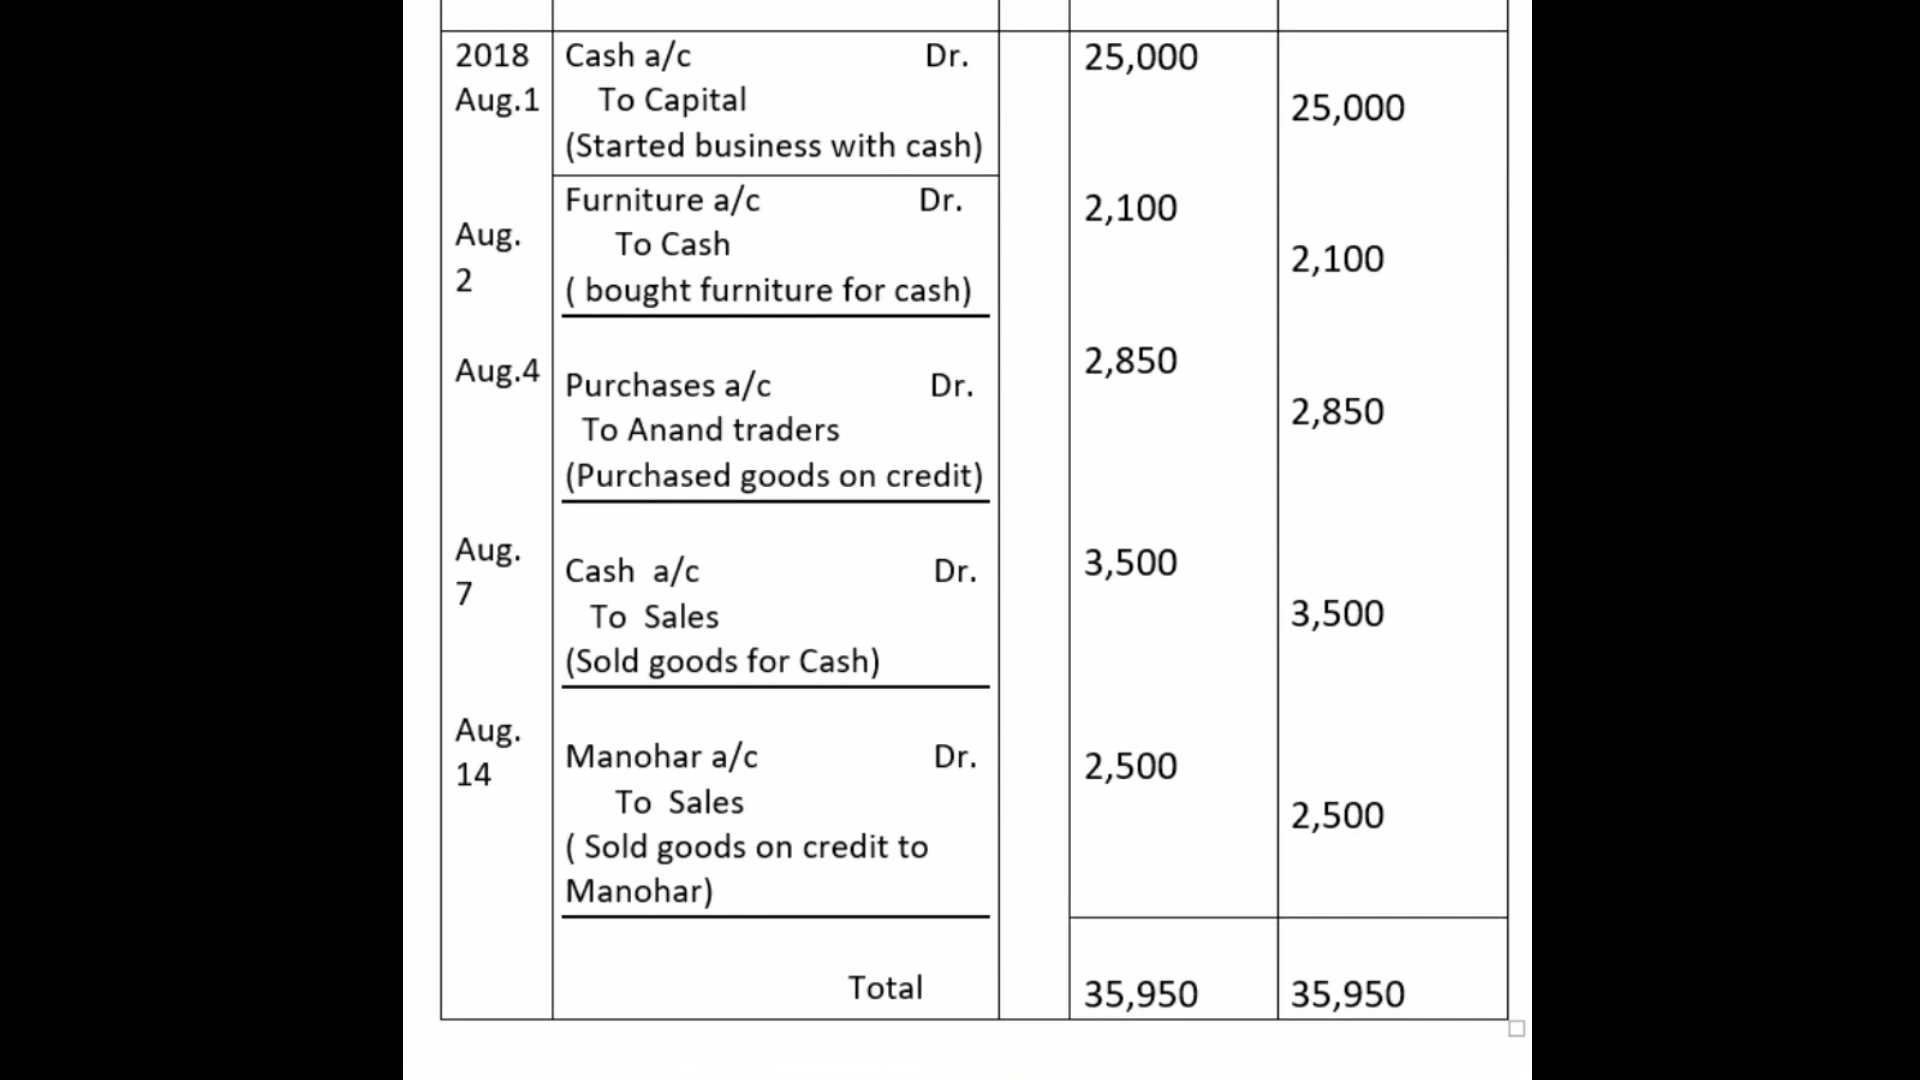 2018 Cash a/c Dr. 25,000
Aug.1 To Capital 25,000
(Started business with cash)
Furniture a/c Dr. 2,100
Aug. To Cash 2,100
2 ( bought furniture for cash)
Aug.4 Purchases a/c Dr. 2,850
To Anand traders 2,850
(Purchased goods on credit)
Aug. Cash a/c Dr. 3,500
7 To Sales 3,500
(Sold goods for Cash)
Aug. Manohar a/c Dr. 2,500
14 To Sales 2,500
( Sold goods on credit to
Manohar)
Total 35,950 35,950